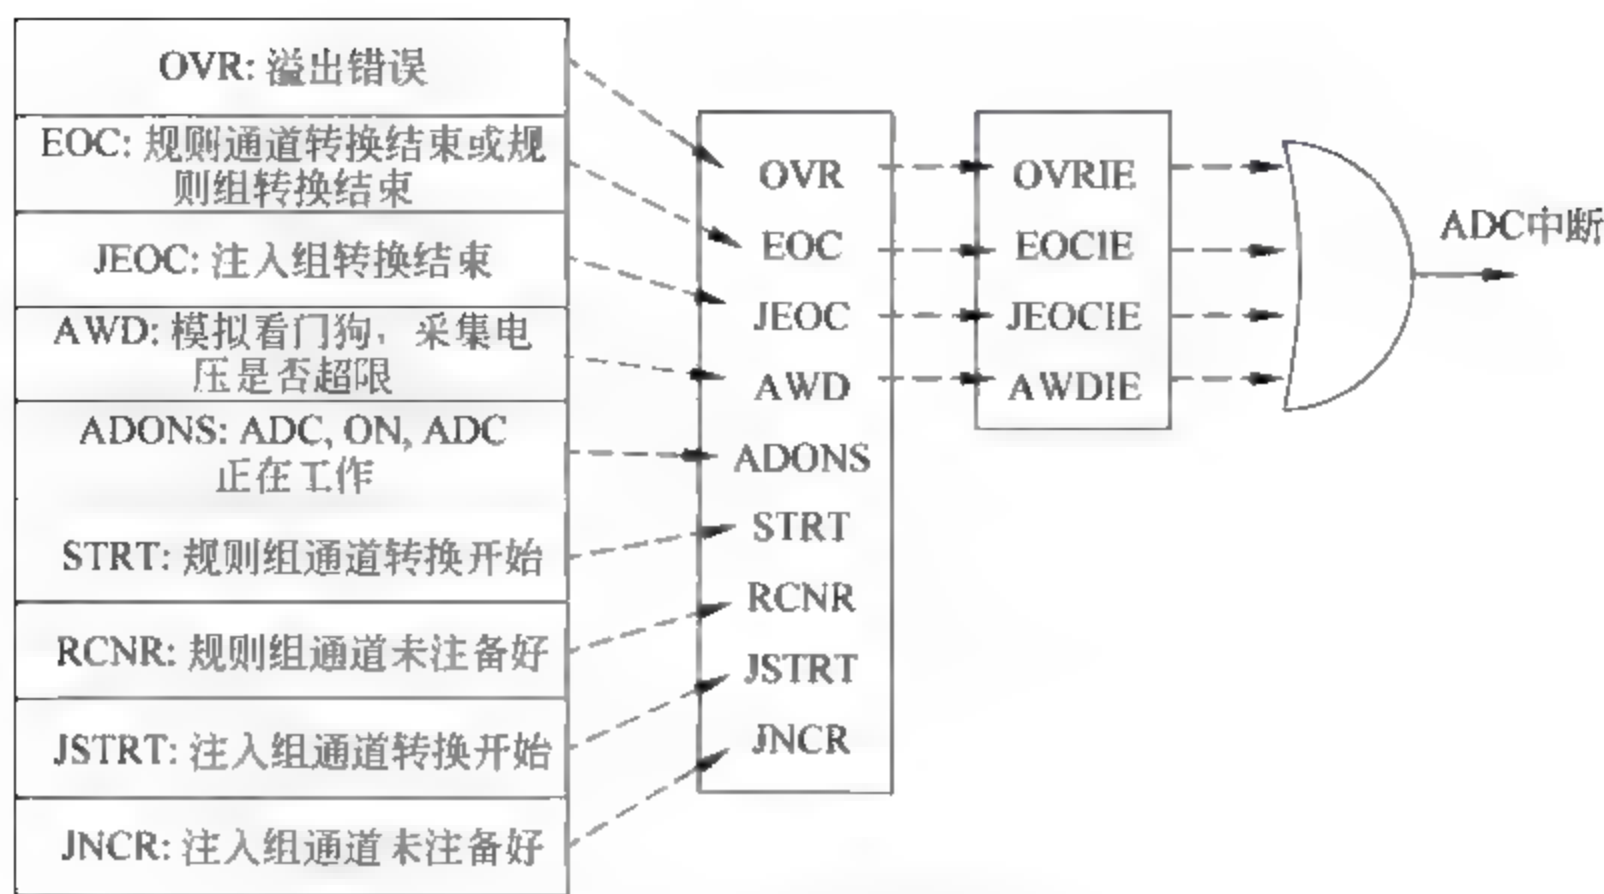 OVR: 溢出错误
EOC: 规则通道转换结束或规
则组转换结束
JEOC: 注入组转换结束
AWD: 模拟看门狗，采集电
压是否超限
ADONS: ADC, ON, ADC
正在工作
STRT: 规则组通道转换开始
RCNR: 规则组通道未注备好
JSTRT: 注入组通道转换开始
JNCR: 注入组通道未注备好
OVR
EOC
JEOC
AWD
ADONS
STRT
RCNR
JSTRT
JNCR
OVRIE
EOCIE
JEOCIE
AWDIE
ADC中断